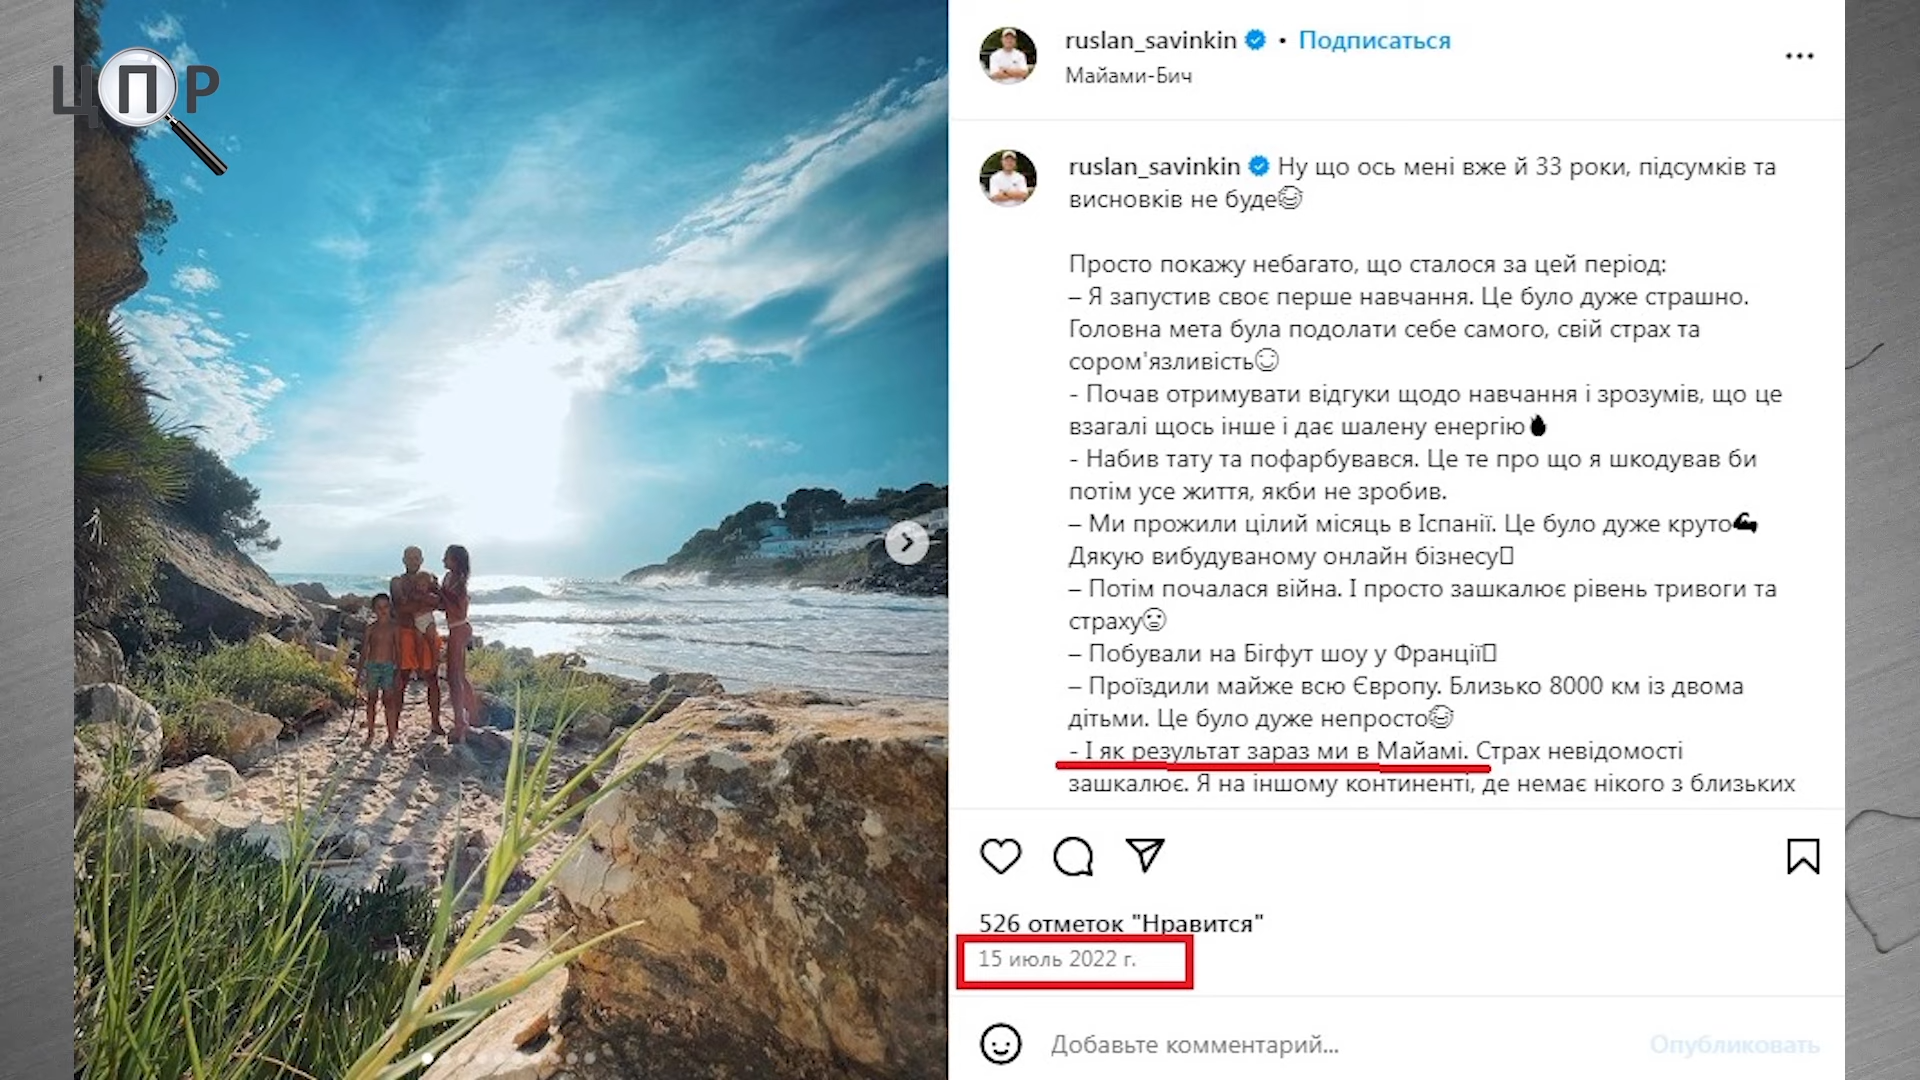 ЦПР
ruslan_savinkin • Подписаться
Майами-Бич
ruslan_savinkin Ну що ось мені вже й 33 роки, підсумків та
висновків не буде
Просто покажу небагато, що сталося за цей період:
– Я запустив своє перше навчання. Це було дуже страшно.
Головна мета була подолати себе самого, свій страх та
сором'язливість
- Почав отримувати відгуки щодо навчання і зрозумів, що це
взагалі щось інше і дає шалену енергію
- Набив тату та пофарбувався. Це те про що я шкодував би
потім усе життя, якби не зробив.
– Ми прожили цілий місяць в Іспанії. Це було дуже круто
Дякую вибудуваному онлайн бізнесу
– Потім почалася війна. І просто зашкалює рівень тривоги та
страху
– Побували на Бігфут шоу у Франції
– Проїздили майже всю Європу. Близько 8000 км із двома
дітьми. Це було дуже непросто
- І як результат зараз ми в Майамі. Страх невідомості
зашкалює. Я на іншому континенті, де немає нікого з близьких
526 отметок "Нравится"
15 июль 2022 г.
Добавьте комментарий...
Опубликовать